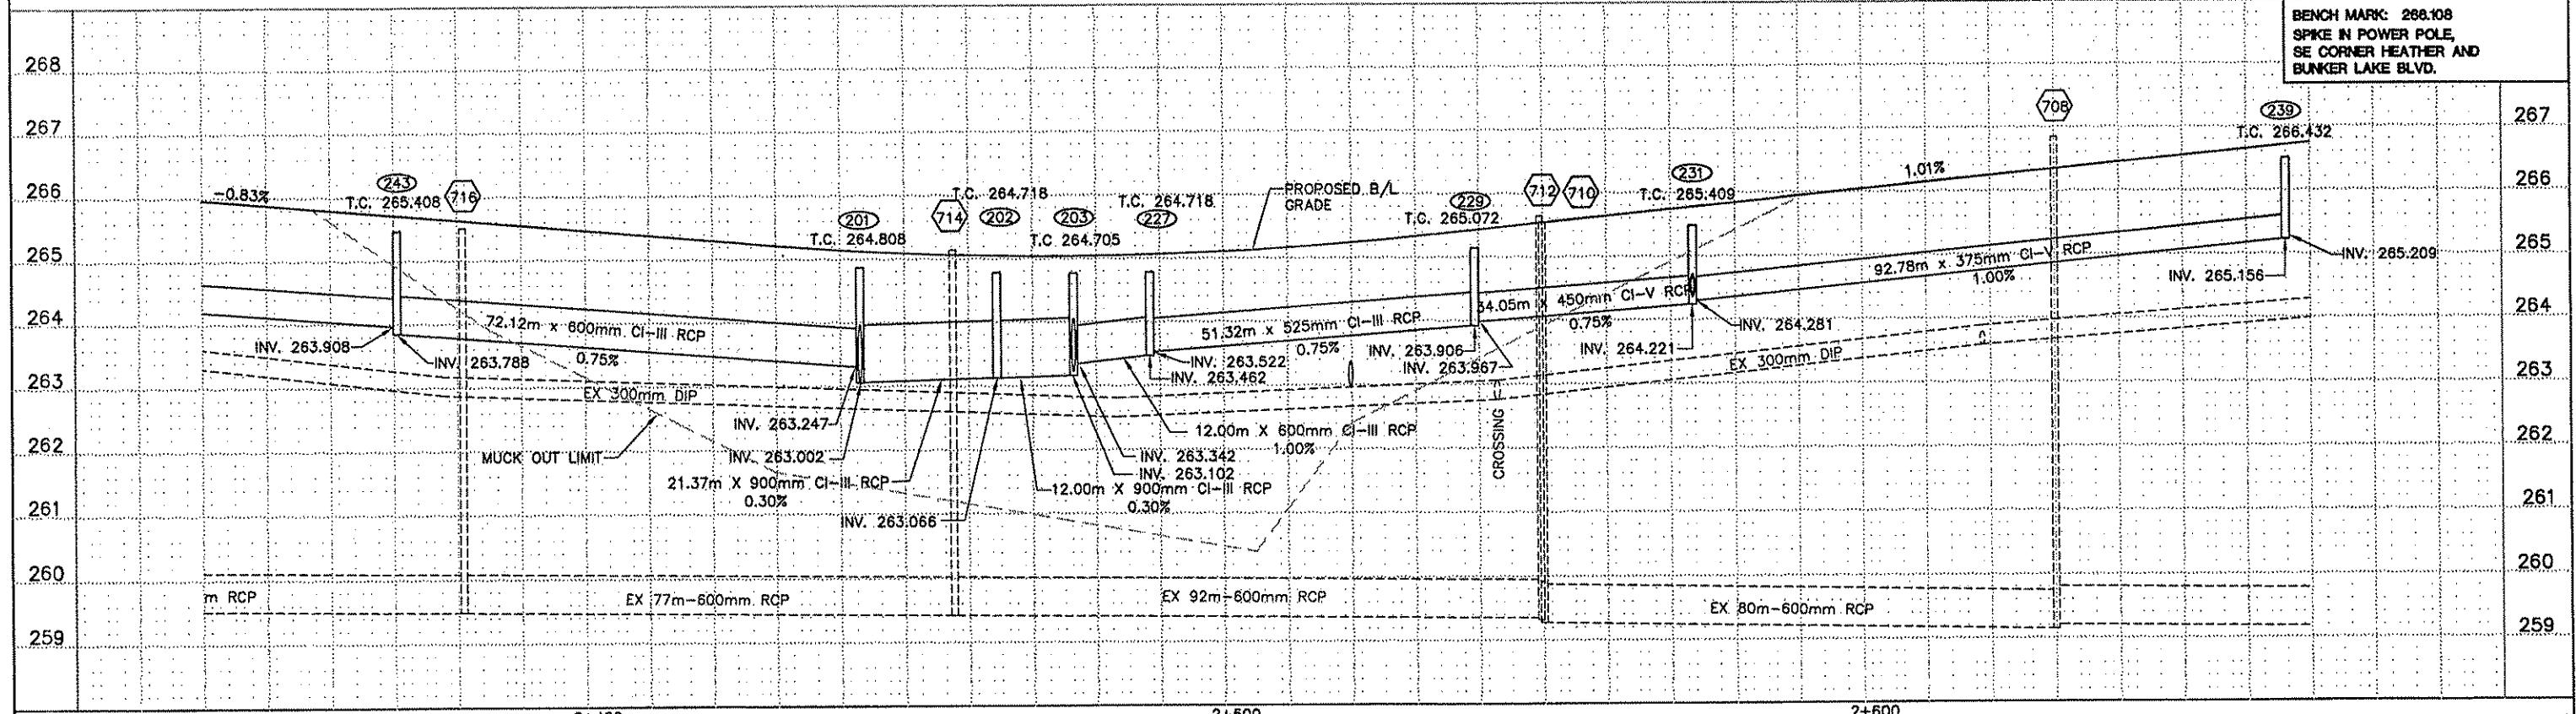 BENCH MARK: 266.108
SPIKE IN POWER POLE,
SE CORNER HEATHER AND
BUNKER LAKE BLVD.
268
267
266
265
264
263
262
261
260
259
267
266
265
264
263
262
261
260
259
-0.83%
243
T.C. 265.408
716
201
T.C. 264.808
714
T.C. 264.718
202
203
T.C. 264.705
T.C. 264.718
227
PROPOSED B/L
GRADE
229
T.C. 265.072
712
710
231
T.C. 265.409
1.01%
708
239
T.C. 266.432
INV. 263.908
INV. 263.788
72.12m x 600mm CI-III RCP
0.75%
EX 300mm DIP
MUCK OUT LIMIT
INV. 263.247
INV. 263.002
21.37m X 900mm CI-III RCP
0.30%
INV. 263.066
12.00m X 900mm CI-III RCP
0.30%
INV. 263.342
INV. 263.102
12.00m X 600mm CI-III RCP
1.00%
INV. 263.522
INV. 263.462
51.32m x 525mm CI-III RCP
0.75%
INV. 263.906
INV. 263.967
CROSSING
34.05m x 450mm CI-V RCP
0.75%
INV. 264.221
INV. 264.281
92.78m x 375mm CI-V RCP
1.00%
INV. 265.156
INV. 265.209
EX 300mm DIP
m RCP
EX 77m-600mm RCP
EX 92m-600mm RCP
EX 80m-600mm RCP
2+500
2+600